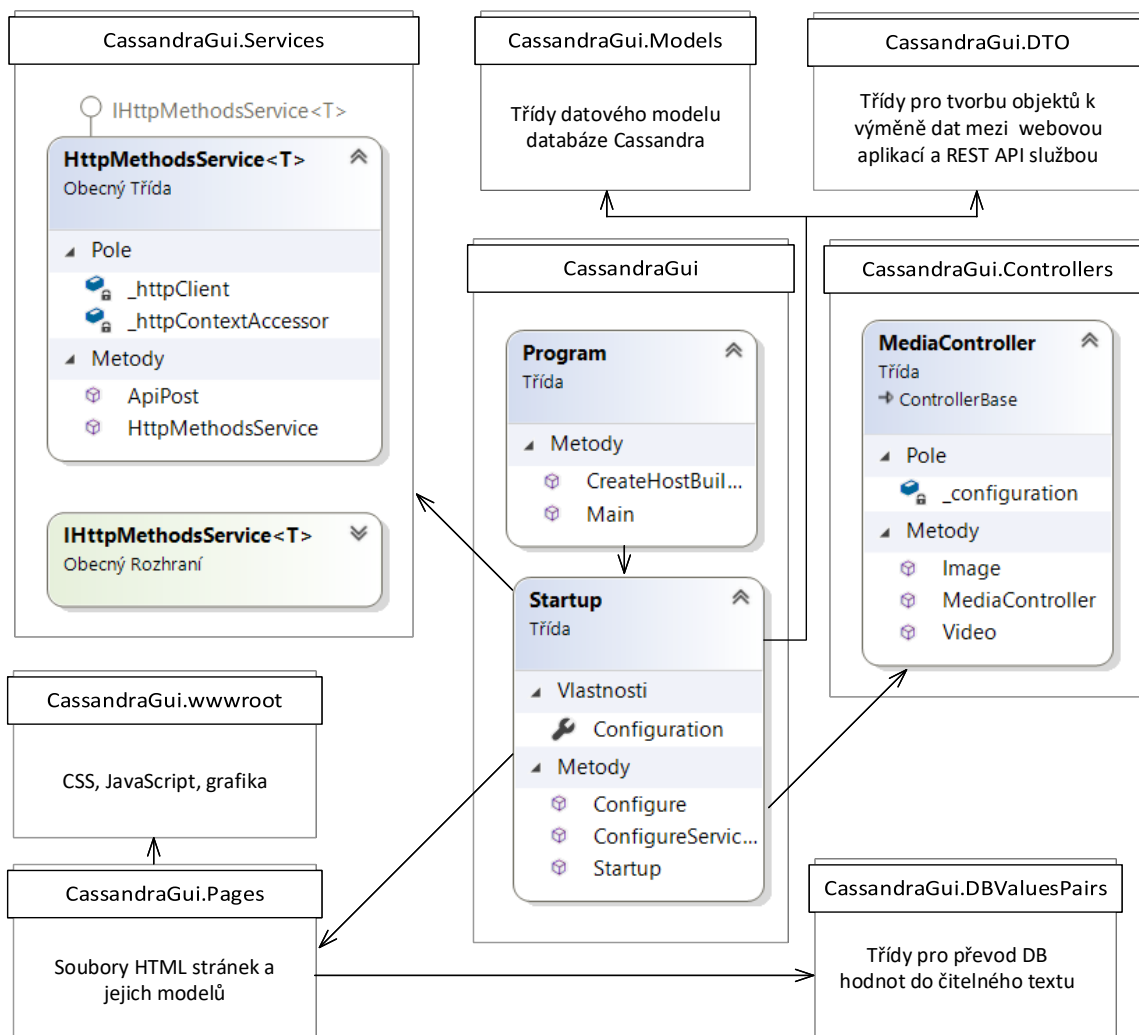 CassandraGui.Services
IHttpMethodsService<T>
HttpMethodsService<T>
Obecný Třída
Pole
_httpClient
_httpContextAccessor
Metody
ApiPost
HttpMethodsService
IHttpMethodsService<T>
Obecný Rozhraní
CassandraGui.Models
Třídy datového modelu
databáze Cassandra
CassandraGui.DTO
Třídy pro tvorbu objektů k
výměně dat mezi webovou
aplikací a REST API službou
CassandraGui
Program
Třída
Metody
CreateHostBuil...
Main
Startup
Třída
Vlastnosti
Configuration
Metody
Configure
ConfigureServic...
Startup
CassandraGui.Controllers
MediaController
Třída
ControllerBase
Pole
_configuration
Metody
Image
MediaController
Video
CassandraGui.wwwroot
CSS, JavaScript, grafika
CassandraGui.Pages
Soubory HTML stránek a
jejich modelů
CassandraGui.DBValuesPairs
Třídy pro převod DB
hodnot do čitelného textu